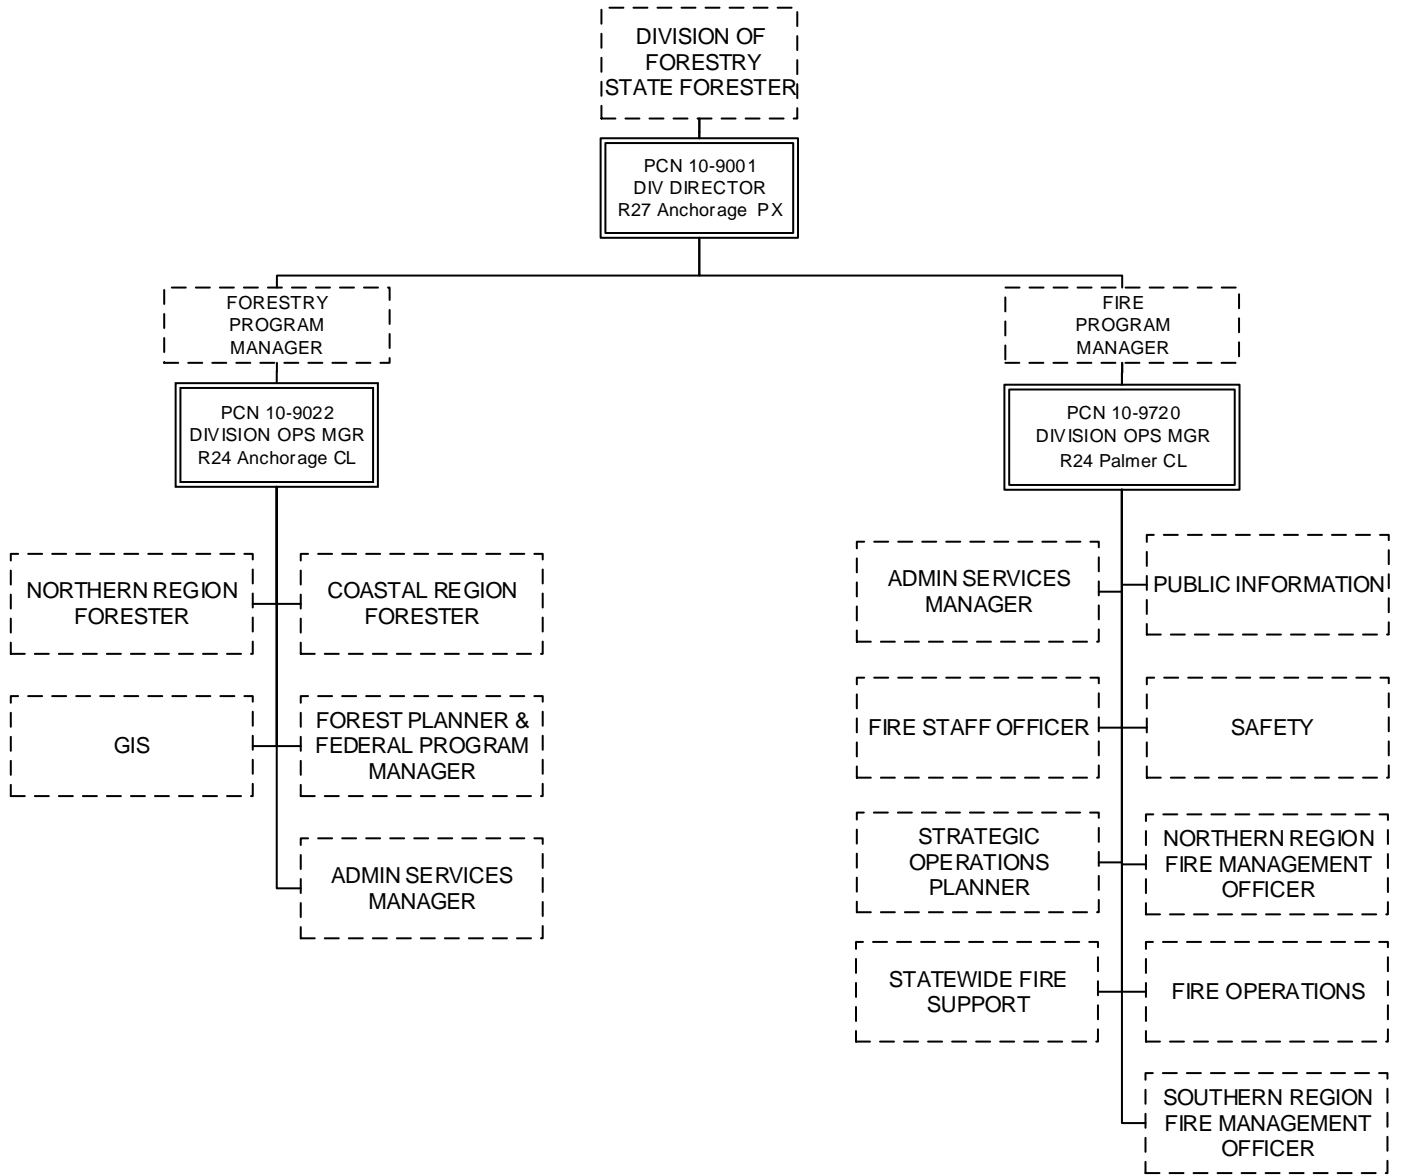 DIVISION OF
FORESTRY
STATE FORESTER
PCN 10-9001
DIV DIRECTOR
R27 Anchorage PX
FORESTRY
PROGRAM
MANAGER
PCN 10-9022
DIVISION OPS MGR
R24 Anchorage CL
NORTHERN REGION
FORESTER
COASTAL REGION
FORESTER
GIS
FOREST PLANNER &
FEDERAL PROGRAM
MANAGER
ADMIN SERVICES
MANAGER
FIRE
PROGRAM
MANAGER
PCN 10-9720
DIVISION OPS MGR
R24 Palmer CL
ADMIN SERVICES
MANAGER
PUBLIC INFORMATION
FIRE STAFF OFFICER
SAFETY
STRATEGIC
OPERATIONS
PLANNER
NORTHERN REGION
FIRE MANAGEMENT
OFFICER
STATEWIDE FIRE
SUPPORT
FIRE OPERATIONS
SOUTHERN REGION
FIRE MANAGEMENT
OFFICER